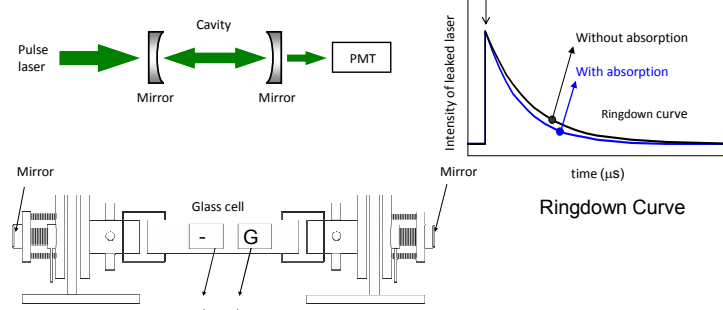 Cavity
Pulse
laser
PMT
Mirror
Mirror
Intensity of leaked laser
Without absorption
With absorption
Ringdown curve
time (μs)
Ringdown Curve
Mirror
Glass cell
Mirror
-
G